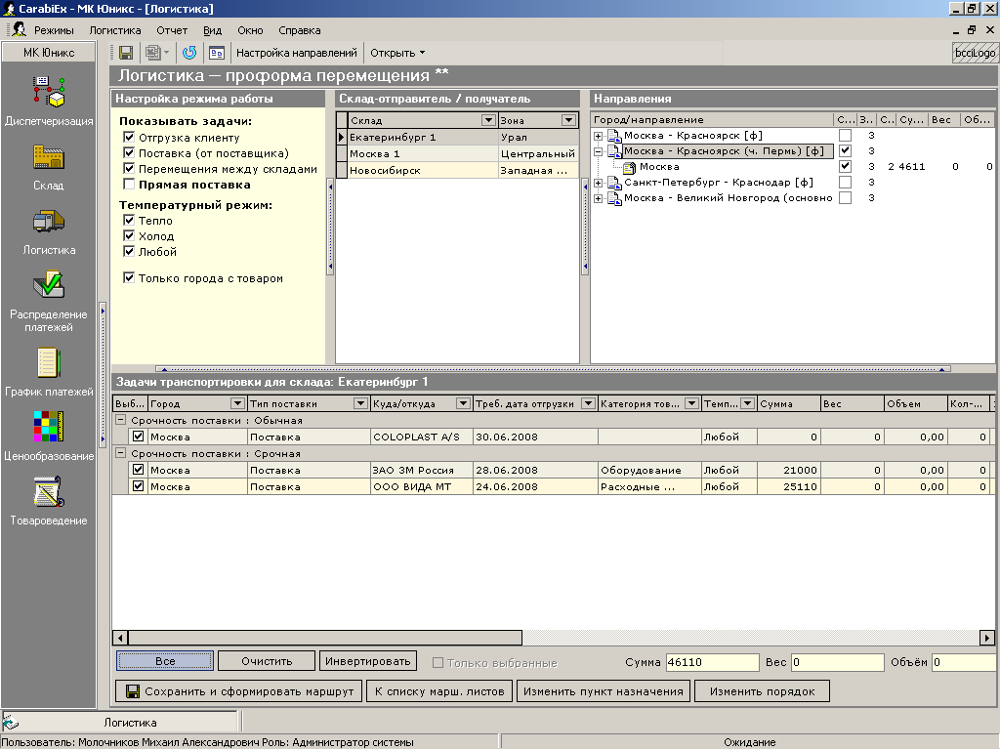 CarabiEx - МК Юникс - [Логистика]
Режимы Логистика Отчет Вид Окно Справка
МК Юникс
Настройка направлений Открыть
bcciLogo
Логистика — проформа перемещения **
Диспетчеризация
Склад
Логистика
Распределение платежей
График платежей
Ценообразование
Товароведение
Настройка режима работы
Показывать задачи:
Отгрузка клиенту
Поставка (от поставщика)
Перемещения между складами
Прямая поставка
Температурный режим:
Тепло
Холод
Любой
Только города с товаром
Склад-отправитель / получатель
Склад Зона
Екатеринбург 1 Урал
Москва 1 Центральный
Новосибирск Западная ...
Направления
Город/направление С... З... С.. Су... Вес Об...
Москва - Красноярск [ф] 3
Москва - Красноярск (ч. Пермь) [ф] 3
Москва 3 2 4611 0 0
Санкт-Петербург - Краснодар [ф] 3
Москва - Великий Новгород (основно 3
Задачи транспортировки для склада: Екатеринбург 1
Выб... Город Тип поставки Куда/откуда Треб. дата отгрузки Категория тов... Темп... Сумма Вес Объем Кол-...
Срочность поставки : Обычная
Москва Поставка COLOPLAST A/S 30.06.2008 Любой 0 0 0,00 0
Срочность поставки : Срочная
Москва Поставка ЗАО 3М Россия 28.06.2008 Оборудование Любой 21000 0 0,00 0
Москва Поставка ООО ВИДА МТ 24.06.2008 Расходные ... Любой 25110 0 0,00 0
Все Очистить Инвертировать Только выбранные Сумма 46110 Вес 0 Объём 0
Сохранить и сформировать маршрут К списку марш. листов Изменить пункт назначения Изменить порядок
Логистика
Пользователь: Молочников Михаил Александрович Роль: Администратор системы Ожидание